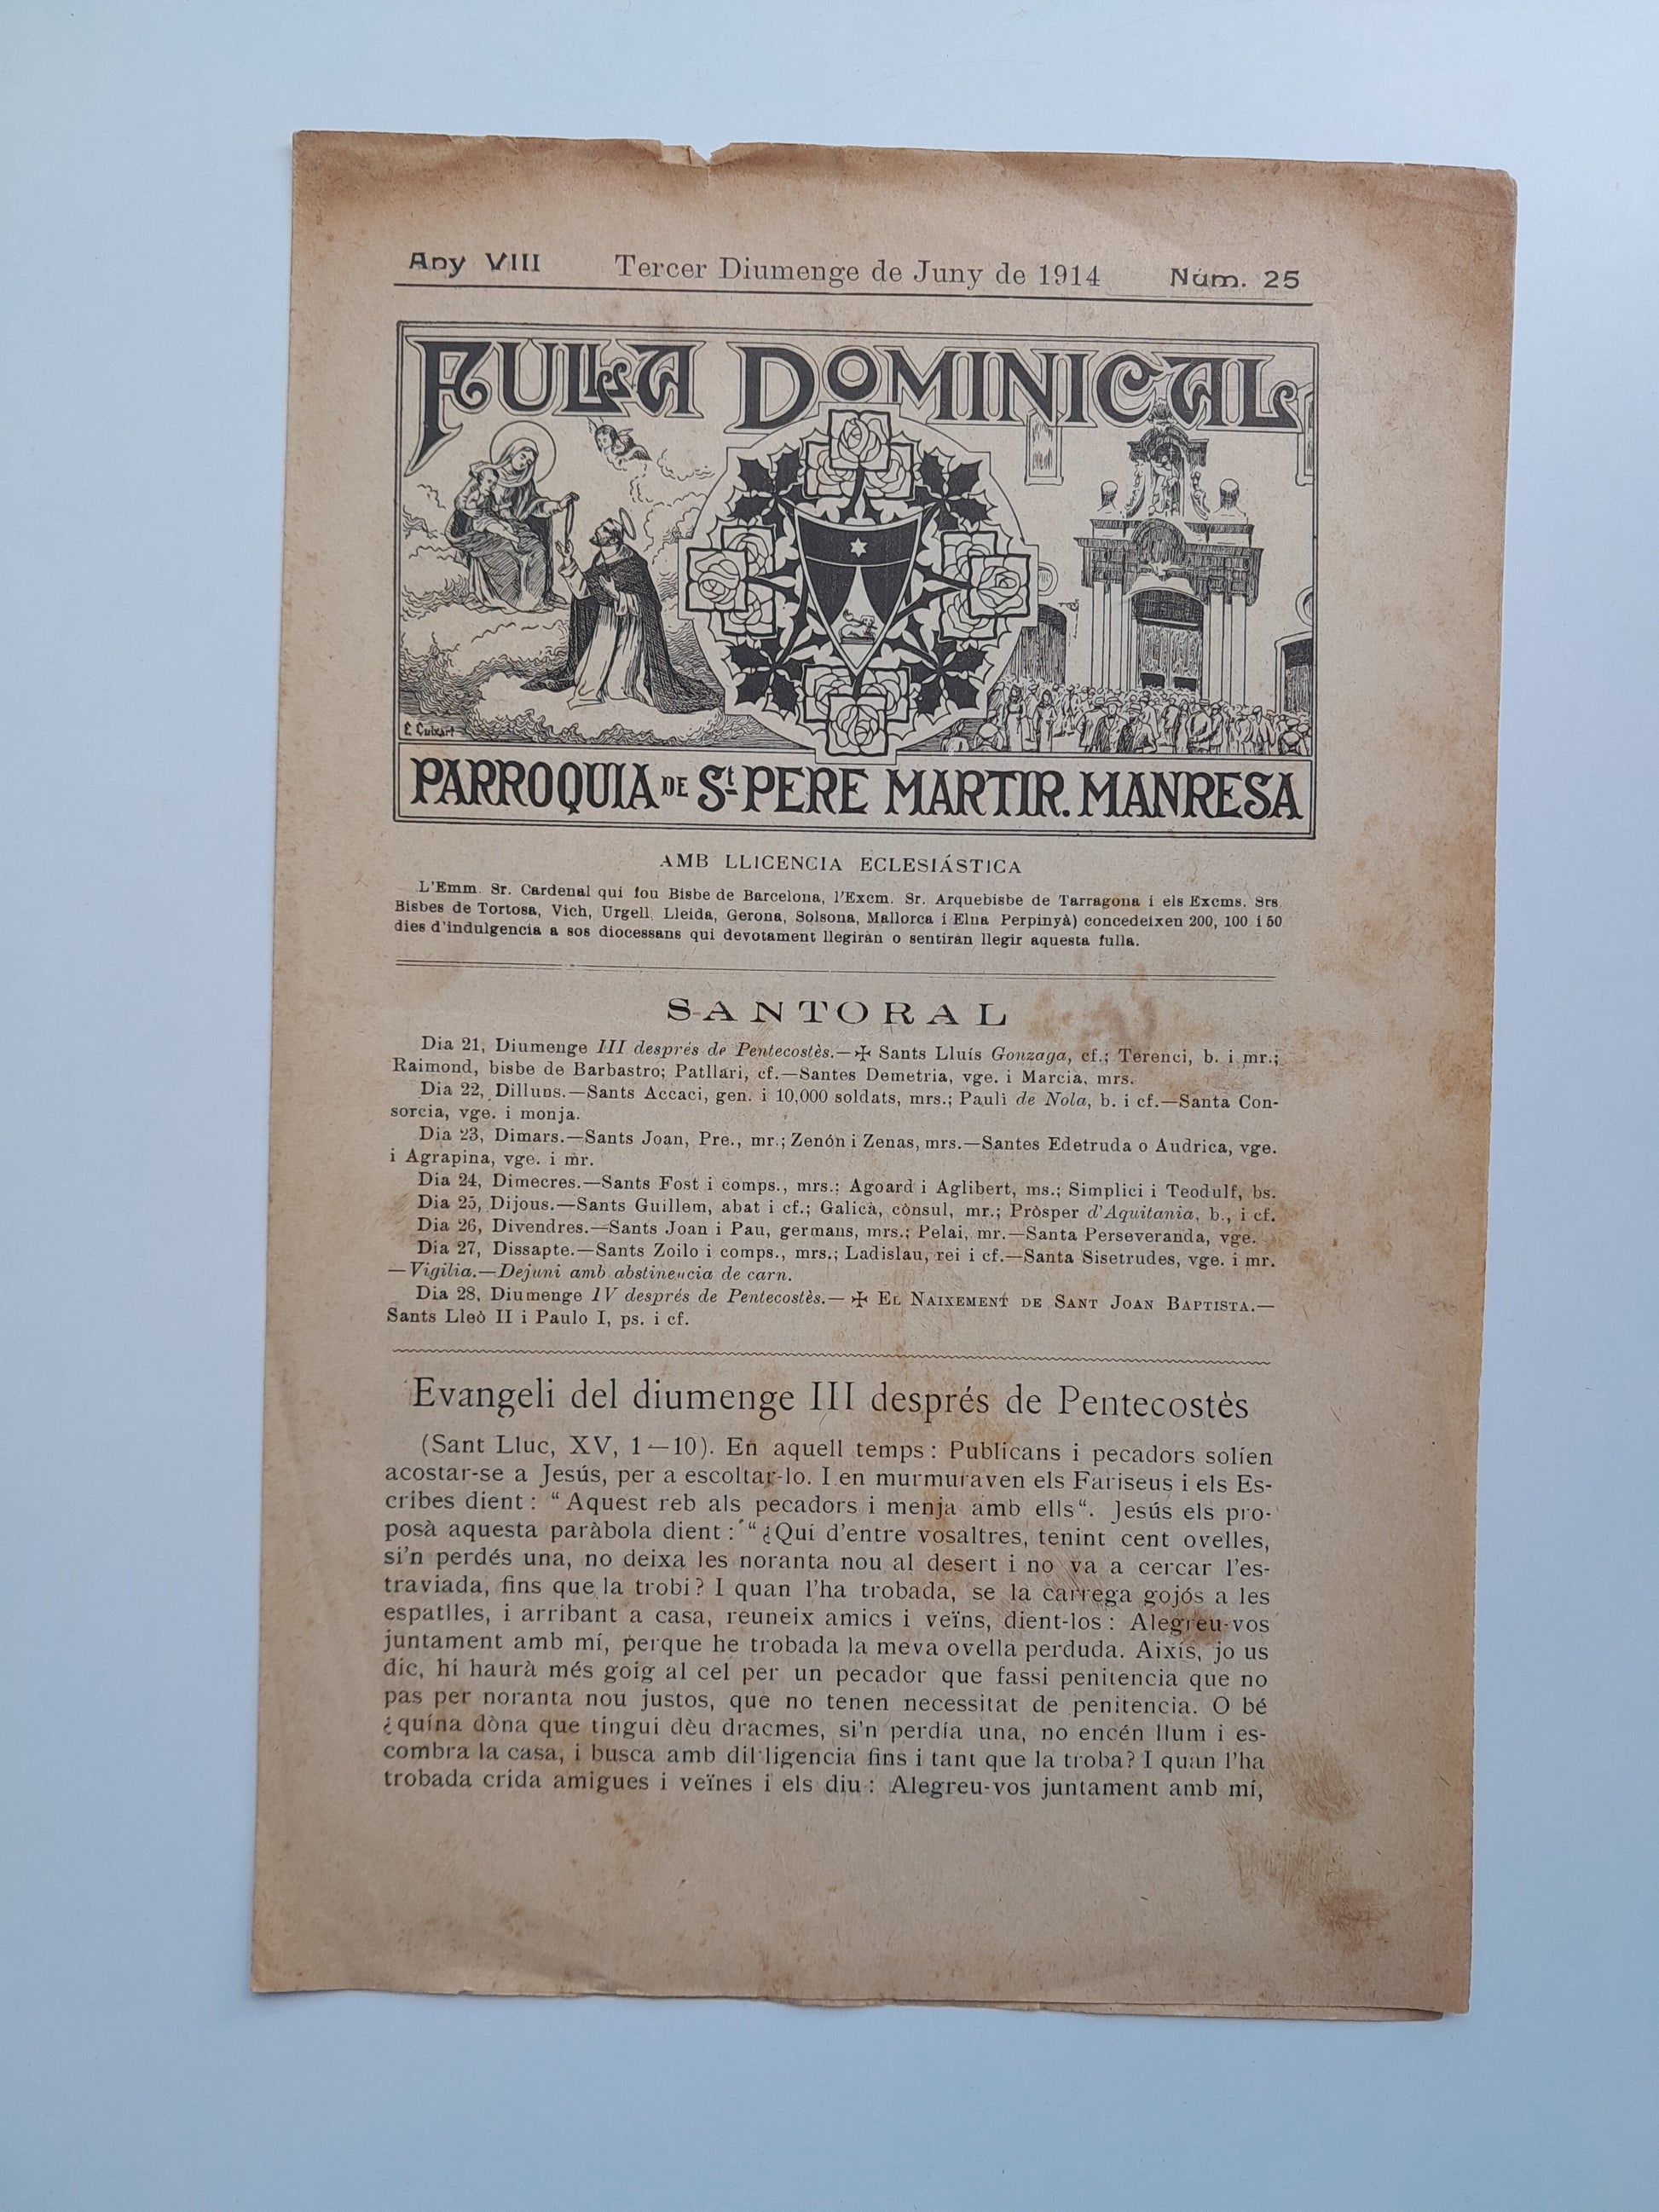 Any VIII Tercer Diumenge de Juny de 1914 Núm. 25
FULLA DOMINICAL
E. Cuixart
PARROQUIA DE St. PERE MARTIR. MANRESA
AMB LLICENCIA ECLESIÁSTICA
L'Emm. Sr. Cardenal qui fou Bisbe de Barcelona, l'Excm. Sr. Arquebisbe de Tarragona i els Excms. Srs.
Bisbes de Tortosa, Vich, Urgell, Lleida, Gerona, Solsona, Mallorca i Elna Perpinyà) concedeixen 200, 100 i 50
dies d'indulgencia a sos diocessans qui devotament llegiràn o sentiràn llegir aquesta fulla.
SANTORAL
Dia 21, Diumenge III després de Pentecostès.—✠ Sants Lluís Gonzaga, cf.; Terenci, b. i mr.;
Raimond, bisbe de Barbastro; Patllari, cf.—Santes Demetria, vge. i Marcia, mrs.
Dia 22, Dilluns.—Sants Accaci, gen. i 10,000 soldats, mrs.; Paulí de Nola, b. i cf.—Santa Con-
sorcia, vge. i monja.
Dia 23, Dimars.—Sants Joan, Pre., mr.; Zenón i Zenas, mrs.—Santes Edetruda o Audrica, vge.
i Agrapina, vge. i mr.
Dia 24, Dimecres.—Sants Fost i comps., mrs.; Agoard i Aglibert, ms.; Simplici i Teodulf, bs.
Dia 25, Dijous.—Sants Guillem, abat i cf.; Galicà, cònsul, mr.; Pròsper d'Aquitania, b., i cf.
Dia 26, Divendres.—Sants Joan i Pau, germans, mrs.; Pelai, mr.—Santa Perseveranda, vge.
Dia 27, Dissapte.—Sants Zoilo i comps., mrs.; Ladislau, rei i cf.—Santa Sisetrudes, vge. i mr.
—Vigilia.—Dejuni amb abstinencia de carn.
Dia 28, Diumenge IV després de Pentecostès.—✠ EL NAIXEMENT DE SANT JOAN BAPTISTA.—
Sants Lleò II i Paulo I, ps. i cf.
Evangeli del diumenge III després de Pentecostès
(Sant Lluc, XV, 1—10). En aquell temps: Publicans i pecadors solíen
acostar-se a Jesús, per a escoltar-lo. I en murmuraven els Fariseus i els Es-
cribes dient: “Aquest reb als pecadors i menja amb ells“. Jesús els pro-
posà aquesta paràbola dient: “¿Qui d'entre vosaltres, tenint cent ovelles,
si'n perdés una, no deixa les noranta nou al desert i no va a cercar l'es-
traviada, fins que la trobi? I quan l'ha trobada, se la carrega gojós a les
espatlles, i arribant a casa, reuneix amics i veïns, dient-los: Alegreu-vos
juntament amb mí, perque he trobada la meva ovella perduda. Aixís, jo us
dic, hi haurà més goig al cel per un pecador que fassi penitencia que no
pas per noranta nou justos, que no tenen necessitat de penitencia. O bé
¿quína dòna que tingui dèu dracmes, si'n perdía una, no encén llum i es-
combra la casa, i busca amb dil·ligencia fins i tant que la troba? I quan l'ha
trobada crida amigues i veïnes i els diu: Alegreu-vos juntament amb mí,